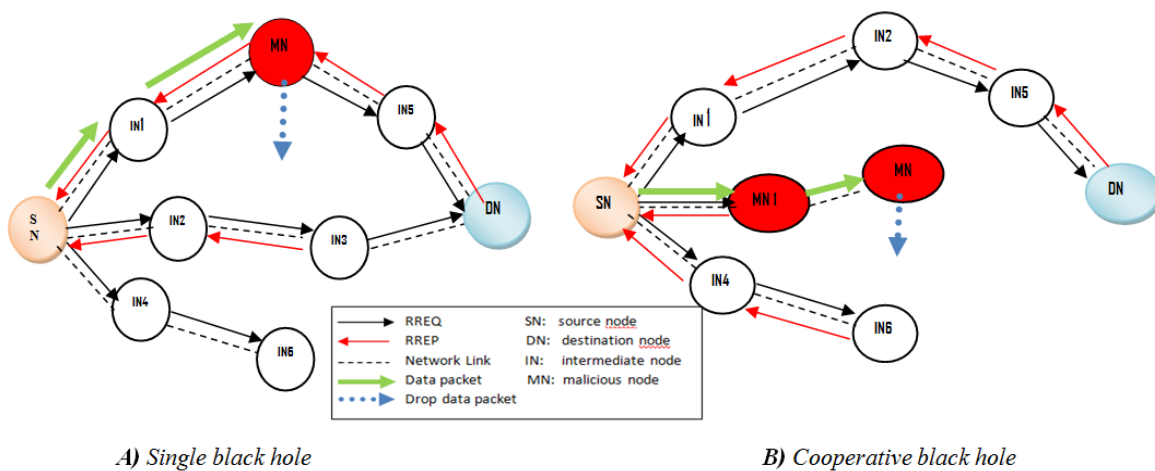 MN
IN1
IN5
S
N
DN
IN2
IN3
IN4
IN6
IN2
IN1
IN5
MN
SN
MN 1
DN
IN4
IN6
RREQ SN: source node
RREP DN: destination node
Network Link IN: intermediate node
Data packet MN: malicious node
Drop data packet
A) Single black hole
B) Cooperative black hole